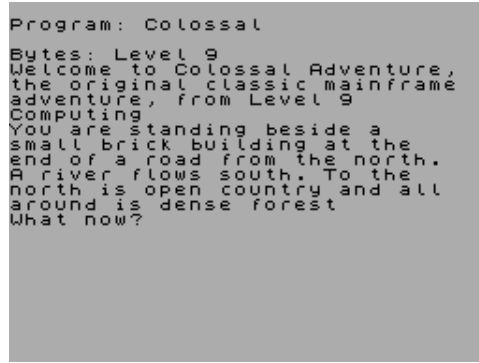 Program: Colossal
Bytes: Level 9
Welcome to Colossal Adventure,
the original classic mainframe
adventure, from Level 9
Computing
You are standing beside a
small brick building at the
end of a road from the north.
A river flows south. To the
north is open country and all
around is dense forest
What now?